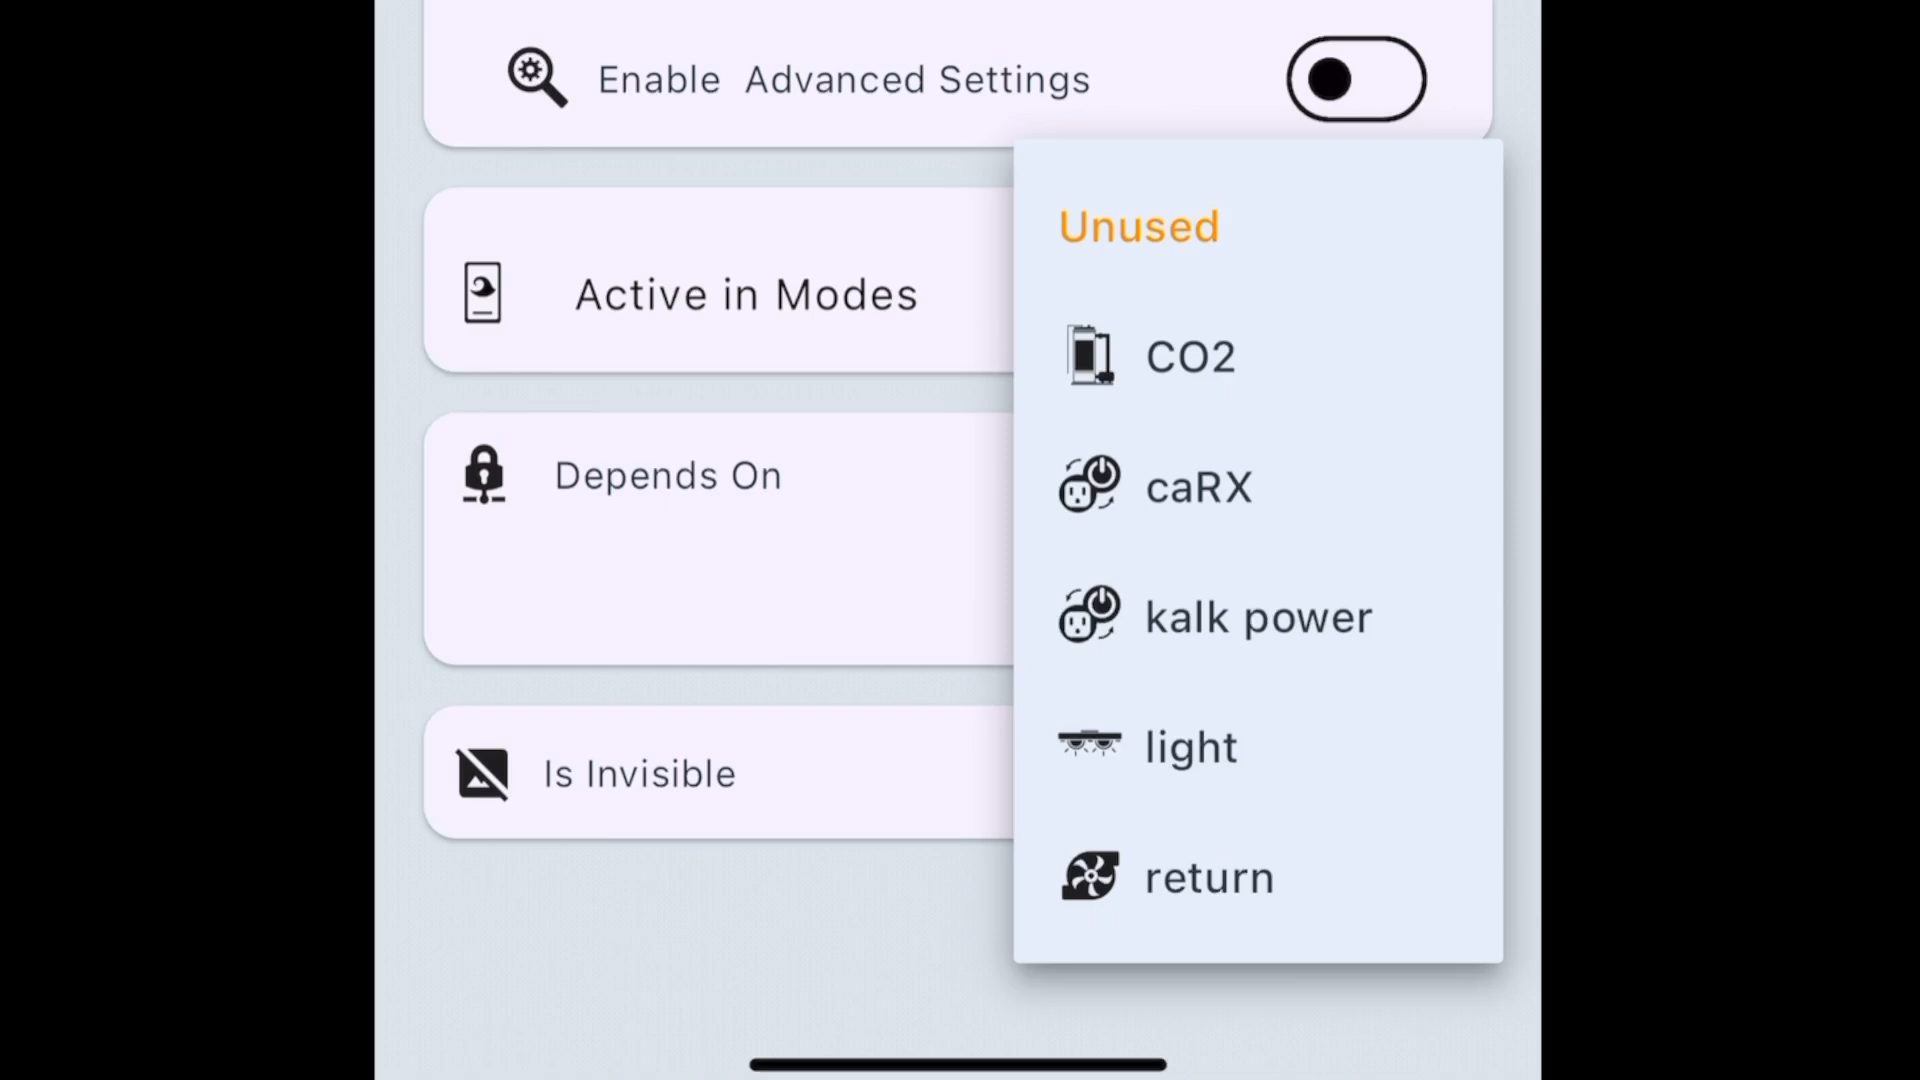 Enable  Advanced Settings
Active in Modes
Depends On
Is Invisible
Unused
CO2
caRX
kalk power
light
return